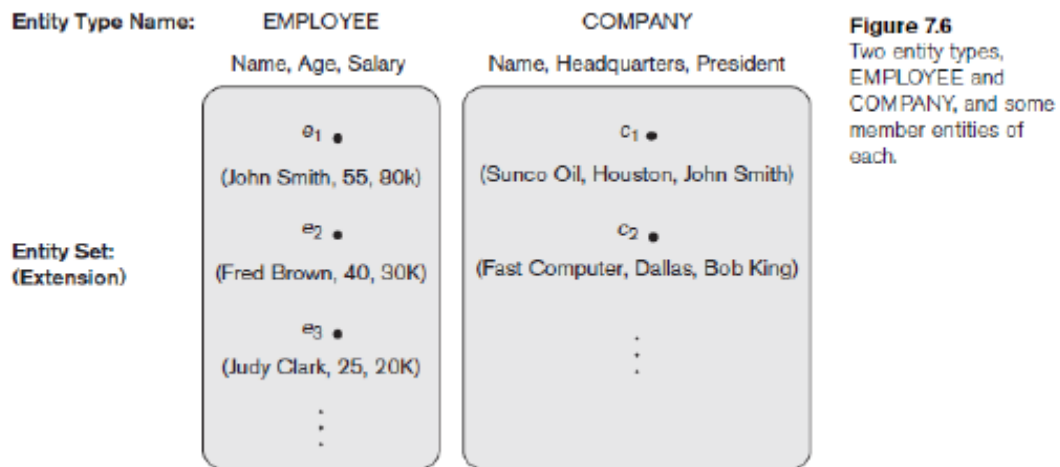 Entity Type Name: EMPLOYEE COMPANY
Name, Age, Salary Name, Headquarters, President
e1 c1
(John Smith, 55, 80k) (Sunco Oil, Houston, John Smith)
Entity Set:
(Extension)
e2 c2
(Fred Brown, 40, 30K) (Fast Computer, Dallas, Bob King)
e3
(Judy Clark, 25, 20K)
Figure 7.6
Two entity types,
EMPLOYEE and
COMPANY, and some
member entities of
each.